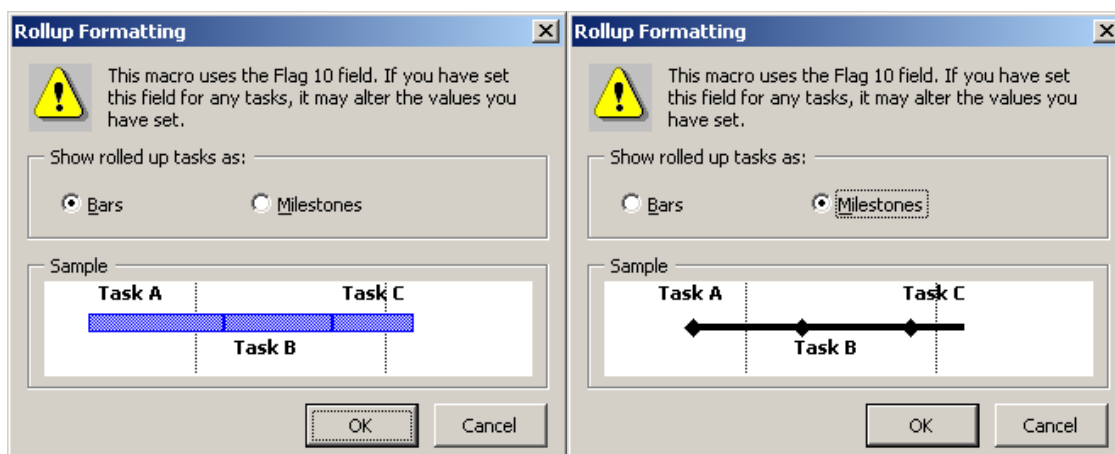 Rollup Formatting
This macro uses the Flag 10 field. If you have set
this field for any tasks, it may alter the values you
have set.
Show rolled up tasks as:
Bars Milestones
Sample
Task A Task C
Task B
OK Cancel
Rollup Formatting
This macro uses the Flag 10 field. If you have set
this field for any tasks, it may alter the values you
have set.
Show rolled up tasks as:
Bars Milestones
Sample
Task A Task C
Task B
OK Cancel